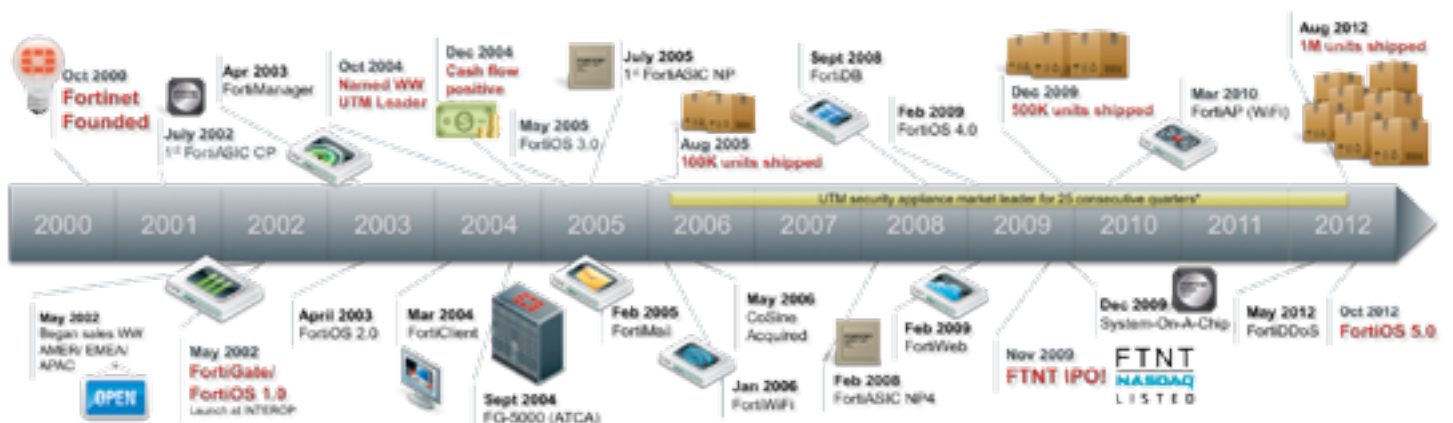 Oct 2000
Fortinet
Founded
July 2002
1st FortiASIC CP
Apr 2003
FortiManager
Oct 2004
Named WW
UTM Leader
Dec 2004
Cash flow
positive
May 2005
FortiOS 3.0
July 2005
1st FortiASIC NP
Aug 2005
100K units shipped
Sept 2008
FortiDB
Feb 2009
FortiOS 4.0
Dec 2009
500K units shipped
Mar 2010
FortiAP (WiFi)
Aug 2012
1M units shipped
UTM security appliance market leader for 25 consecutive quarters*
2000
2001
2002
2003
2004
2005
2006
2007
2008
2009
2010
2011
2012
May 2002
Began sales WW
AMER/ EMEA/
APAC
OPEN
May 2002
FortiGate/
FortiOS 1.0
Launch at INTEROP
April 2003
FortiOS 2.0
Mar 2004
FortiClient
Sept 2004
FG-5000 (ATCA)
Feb 2005
FortiMail
Jan 2006
FortiWiFi
May 2006
CoSine
Acquired
Feb 2008
FortiASIC NP4
Feb 2009
FortiWeb
Nov 2009
FTNT IPO!
Dec 2009
System-On-A-Chip
FTNT
NASDAQ
LISTED
May 2012
FortiDDoS
Oct 2012
FortiOS 5.0